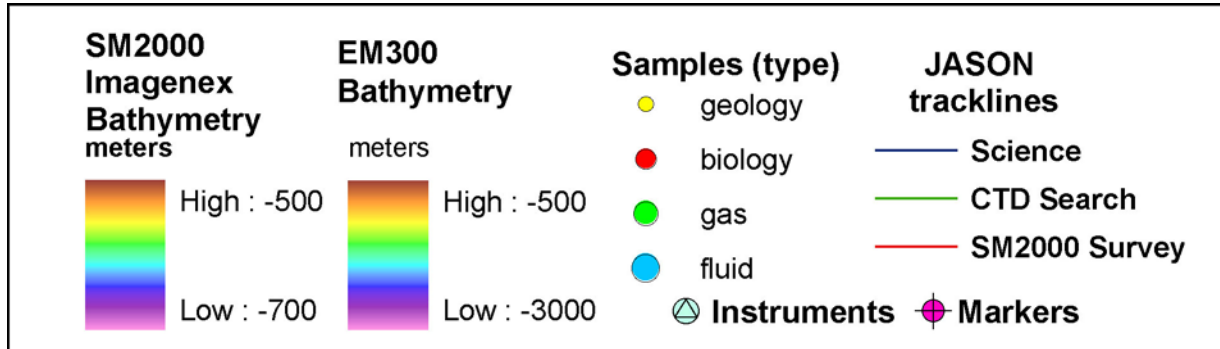 SM2000
Imagenex
Bathymetry
meters
High : -500
Low : -700
EM300
Bathymetry
meters
High : -500
Low : -3000
Samples (type)
geology
biology
gas
fluid
Instruments
JASON
tracklines
Science
CTD Search
SM2000 Survey
Markers